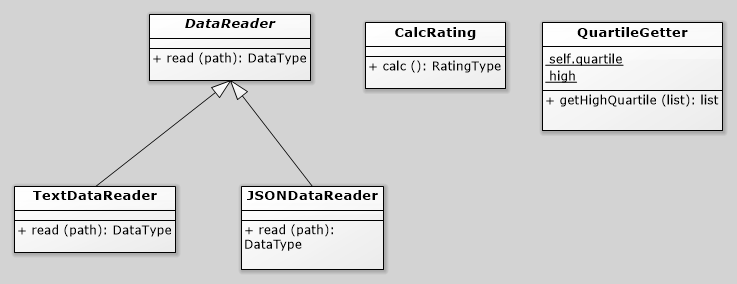 DataReader
+ read (path): DataType
CalcRating
+ calc (): RatingType
QuartileGetter
self.quartile
high
+ getHighQuartile (list): list
TextDataReader
+ read (path): DataType
JSONDataReader
+ read (path):
DataType